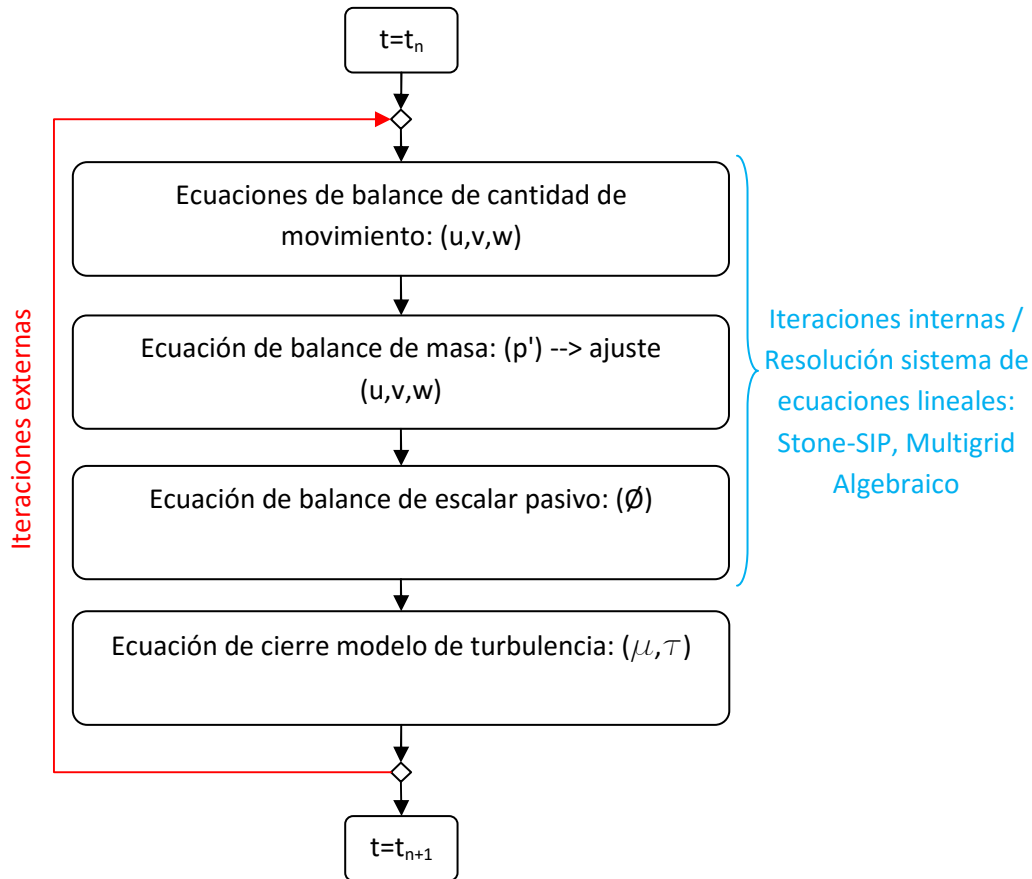 t=tn
Ecuaciones de balance de cantidad de
movimiento: (u,v,w)
Ecuación de balance de masa: (p') --> ajuste
(u,v,w)
Ecuación de balance de escalar pasivo: (Ø)
Ecuación de cierre modelo de turbulencia: (μ,τ)
t=tn+1
Iteraciones externas
Iteraciones internas /
Resolución sistema de
ecuaciones lineales:
Stone-SIP, Multigrid
Algebraico